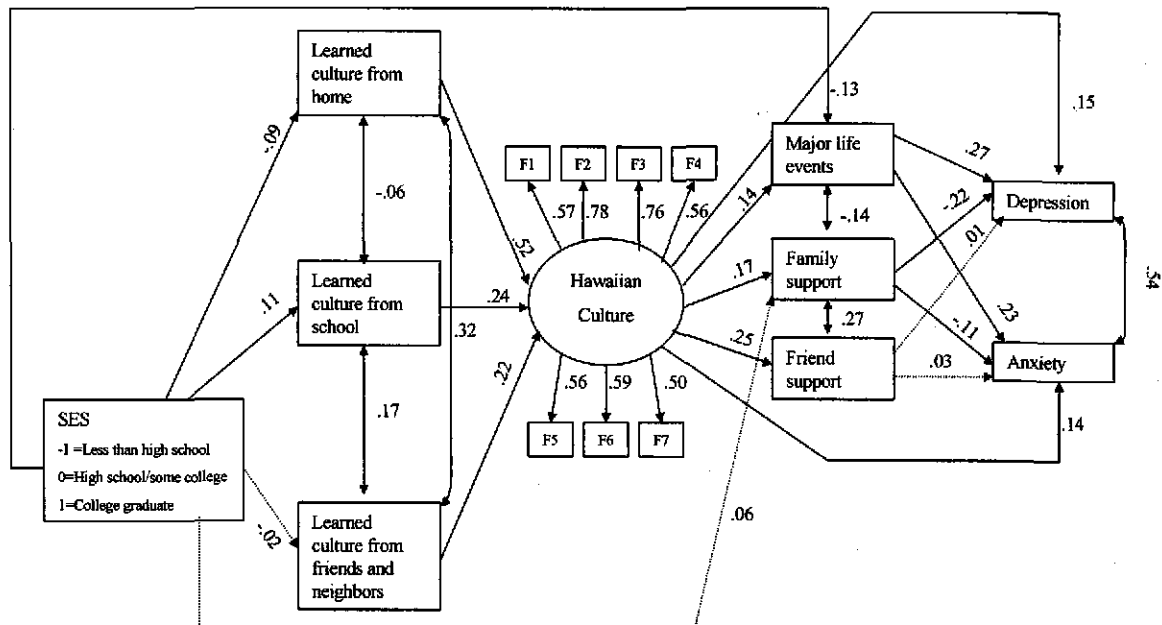 Learned
culture from
home
-.13
.15
-.09
Major life
events
.27
F1
F2
F3
F4
-.06
.57
.78
.76
.56
.14
-.22
Depression
-.14
.01
.52
Learned
culture from
school
.11
.24
Hawaiian
Culture
.17
Family
support
.54
.32
.27
.23
-.11
.25
Friend
support
.03
Anxiety
.22
.56
.59
.50
.17
.14
F5
F6
F7
SES
-1 =Less than high school
0=High school/some college
1=College graduate
.06
-.02
Learned
culture from
friends and
neighbors